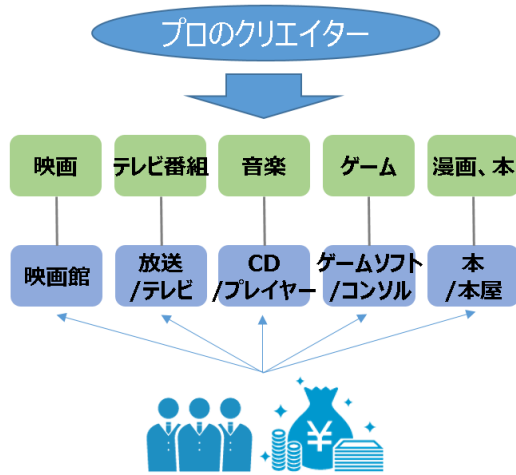 プロのクリエイター
映画
テレビ番組
音楽
ゲーム
漫画、本
映画館
放送
/テレビ
CD
/プレイヤー
ゲームソフト
/コンソル
本
/本屋
¥